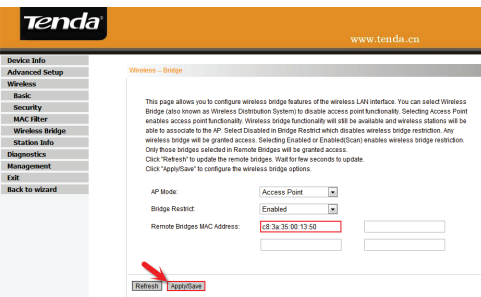 Tenda
www.tenda.cn
Device Info
Advanced Setup
Wireless
Basic
Security
MAC Filter
Wireless Bridge
Station Info
Diagnostics
Management
Exit
Back to wizard
Wireless -- Bridge
This page allows you to configure wireless bridge features of the wireless LAN interface. You can select Wireless
Bridge (also known as Wireless Distribution System) to disable access point functionality. Selecting Access Point
enables access point functionality. Wireless bridge functionality will still be available and wireless stations will be
able to associate to the AP. Select Disabled in Bridge Restrict which disables wireless bridge restriction. Any
wireless bridge will be granted access. Selecting Enabled or Enabled(Scan) enables wireless bridge restriction.
Only those bridges selected in Remote Bridges will be granted access.
Click "Refresh" to update the remote bridges. Wait for few seconds to update.
Click "Apply/Save" to configure the wireless bridge options.
AP Mode: Access Point
Bridge Restrict: Enabled
Remote Bridges MAC Address: c8:3a:35:00:13:50
Refresh Apply/Save